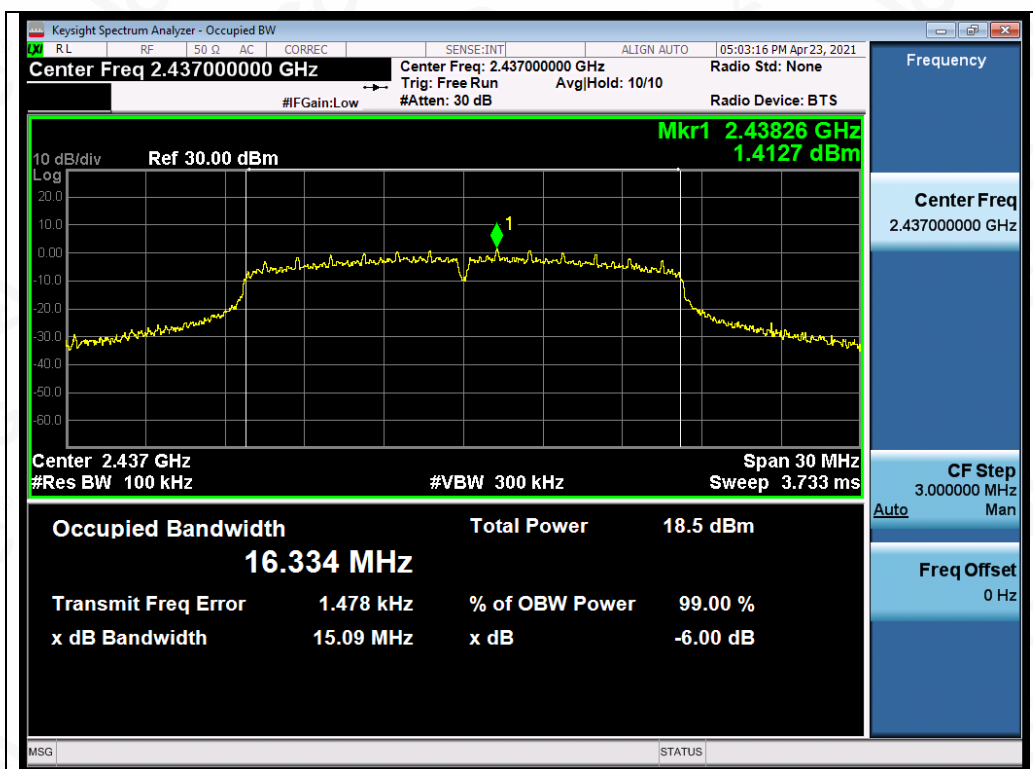 Keysight Spectrum Analyzer - Occupied BW
LXI RL RF 50 Ω AC CORREC SENSE:INT ALIGN AUTO 05:03:16 PM Apr 23, 2021
Center Freq 2.437000000 GHz
Center Freq: 2.437000000 GHz
Radio Std: None
Trig: Free Run Avg|Hold: 10/10
#IFGain:Low #Atten: 30 dB Radio Device: BTS
Frequency
Mkr1 2.43826 GHz
1.4127 dBm
10 dB/div Ref 30.00 dBm
Log
20.0
10.0
0.00
-10.0
-20.0
-30.0
-40.0
-50.0
-60.0
1
Center 2.437 GHz Span 30 MHz
#Res BW 100 kHz #VBW 300 kHz Sweep 3.733 ms
Occupied Bandwidth Total Power 18.5 dBm
16.334 MHz
Transmit Freq Error 1.478 kHz % of OBW Power 99.00 %
x dB Bandwidth 15.09 MHz x dB -6.00 dB
Center Freq
2.437000000 GHz
CF Step
3.000000 MHz
Auto Man
Freq Offset
0 Hz
MSG STATUS